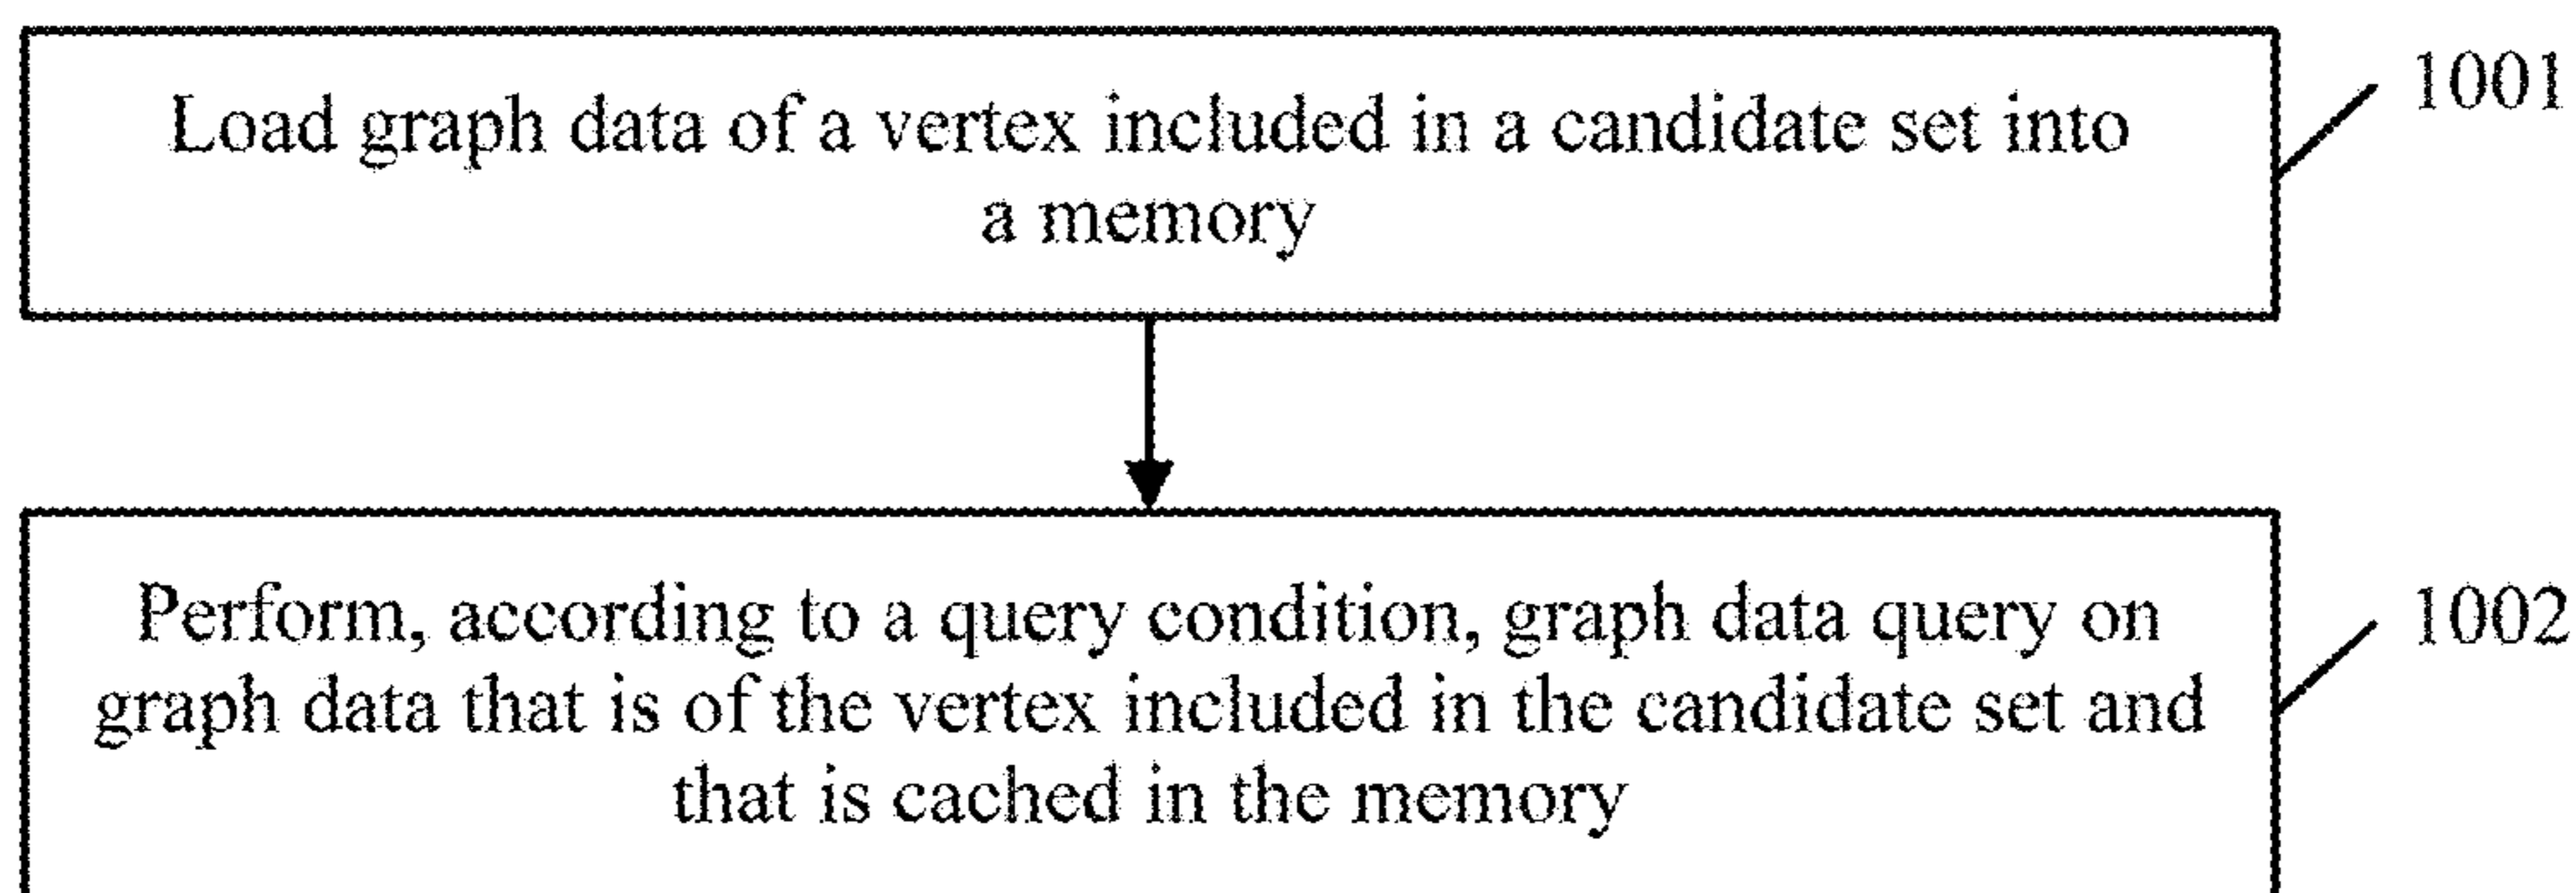 Load graph data of a vertex included in a candidate set into
a memory
1001
Perform, according to a query condition, graph data query on
graph data that is of the vertex included in the candidate set and
that is cached in the memory
1002